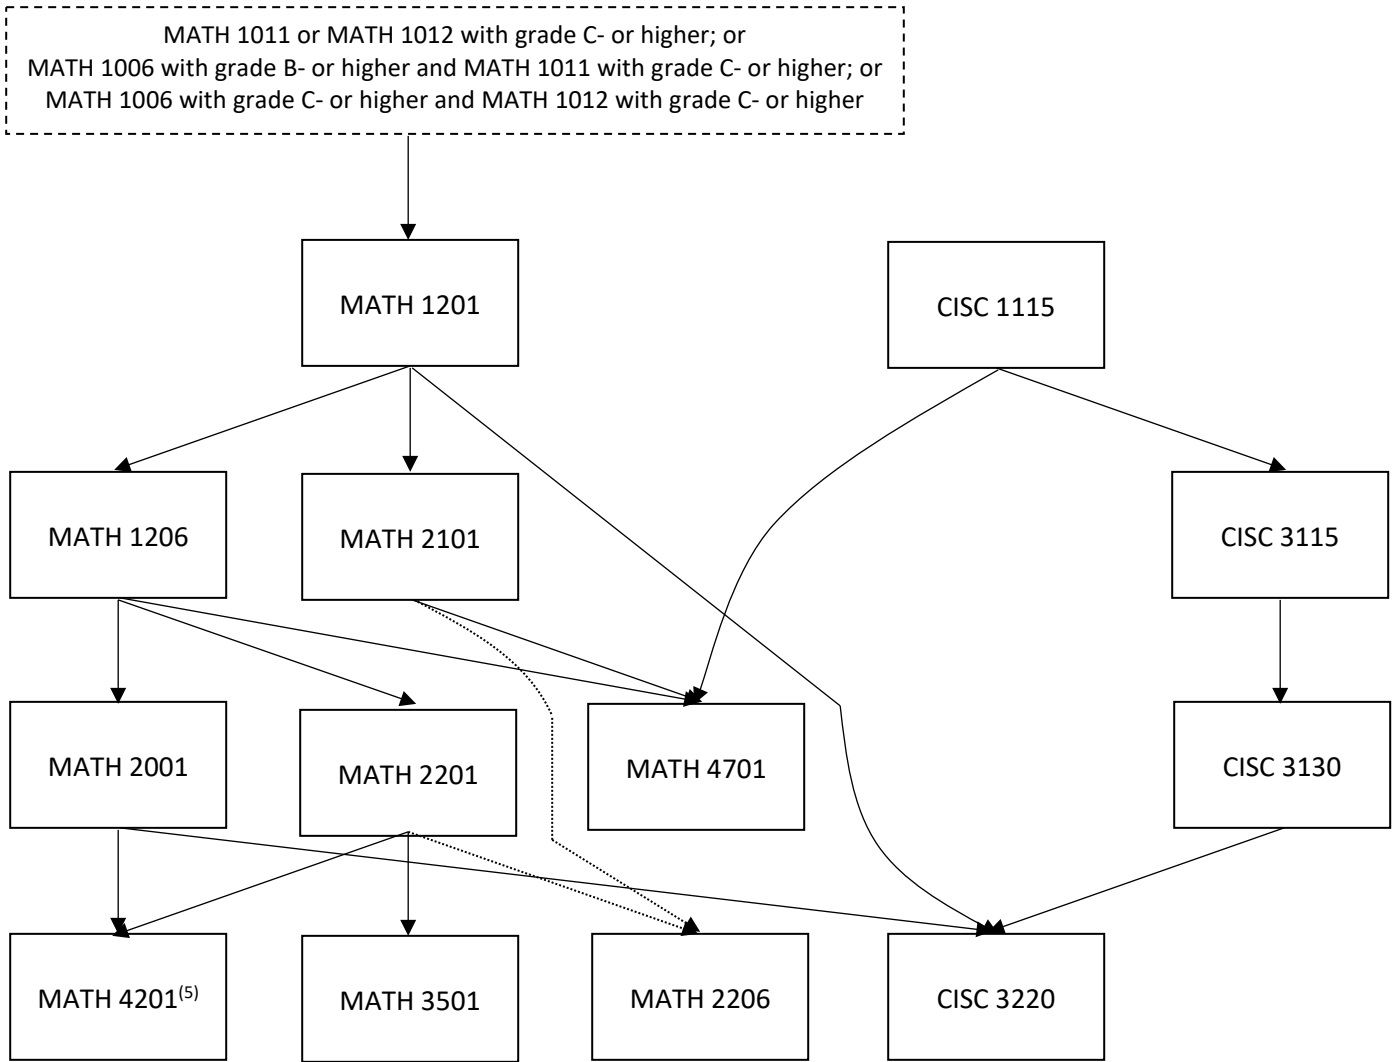 MATH 1011 or MATH 1012 with grade C- or higher; or
MATH 1006 with grade B- or higher and MATH 1011 with grade C- or higher; or
MATH 1006 with grade C- or higher and MATH 1012 with grade C- or higher
MATH 1201
CISC 1115
MATH 1206
MATH 2101
CISC 3115
MATH 2001
MATH 2201
MATH 4701
CISC 3130
MATH 4201(5)
MATH 3501
MATH 2206
CISC 3220